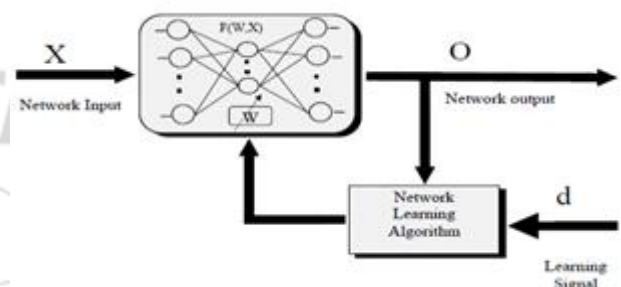 F(W,X)
X
O
Network Input
W
Network output
Network
Learning
Algorithm
d
Learning
Signal